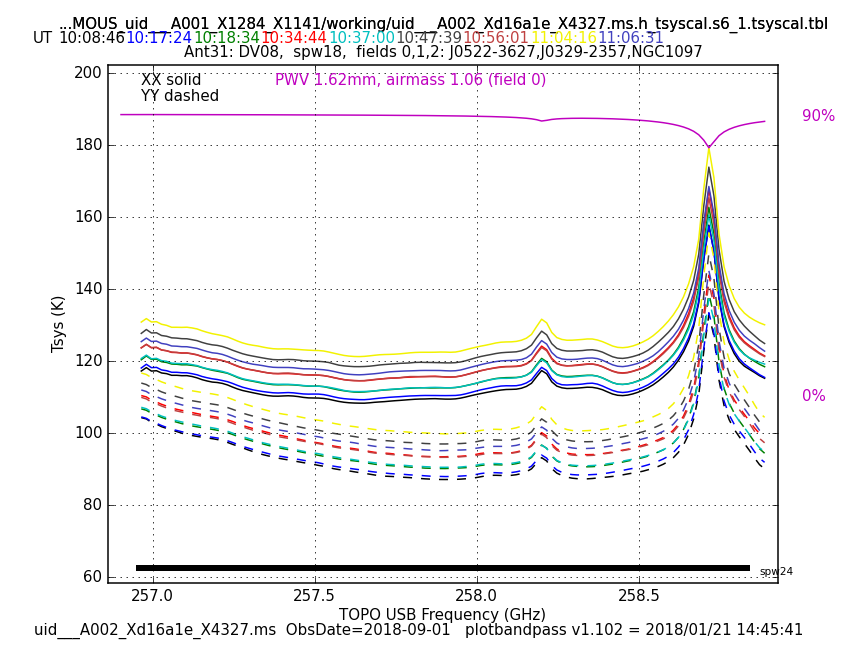 ...MOUS_uid___A001_X1284_X1141/working/uid___A002_Xd16a1e_X4327.ms.h_tsyscal.s6_1.tsyscal.tbl
UT 10:08:46 10:17:24 10:18:34 10:34:44 10:37:00 10:47:39 10:56:01 11:04:16 11:06:31
Ant31: DV08, spw18, fields 0,1,2: J0522-3627,J0329-2357,NGC1097
XX solid
YY dashed
PWV 1.62mm, airmass 1.06 (field 0)
90%
0%
200
180
160
140
120
100
80
60
Tsys (K)
spw24
257.0 257.5 258.0 258.5
TOPO USB Frequency (GHz)
uid___A002_Xd16a1e_X4327.ms ObsDate=2018-09-01 plotbandpass v1.102 = 2018/01/21 14:45:41